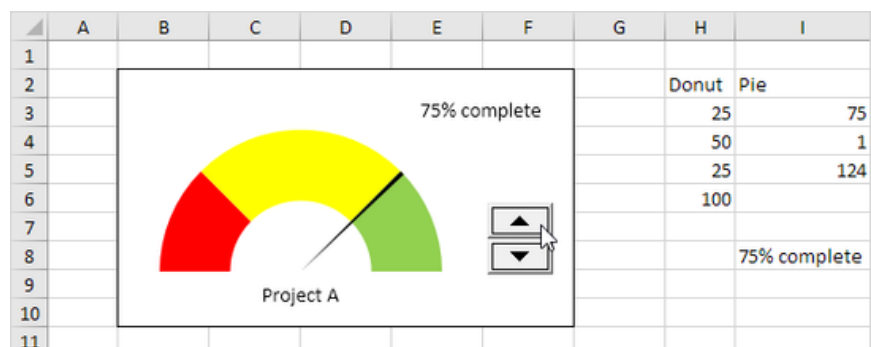 A B C D E F G H I
1
2 Donut Pie
3 75% complete 25 75
4 50 1
5 25 124
6 100
7
8 75% complete
9
10 Project A
11